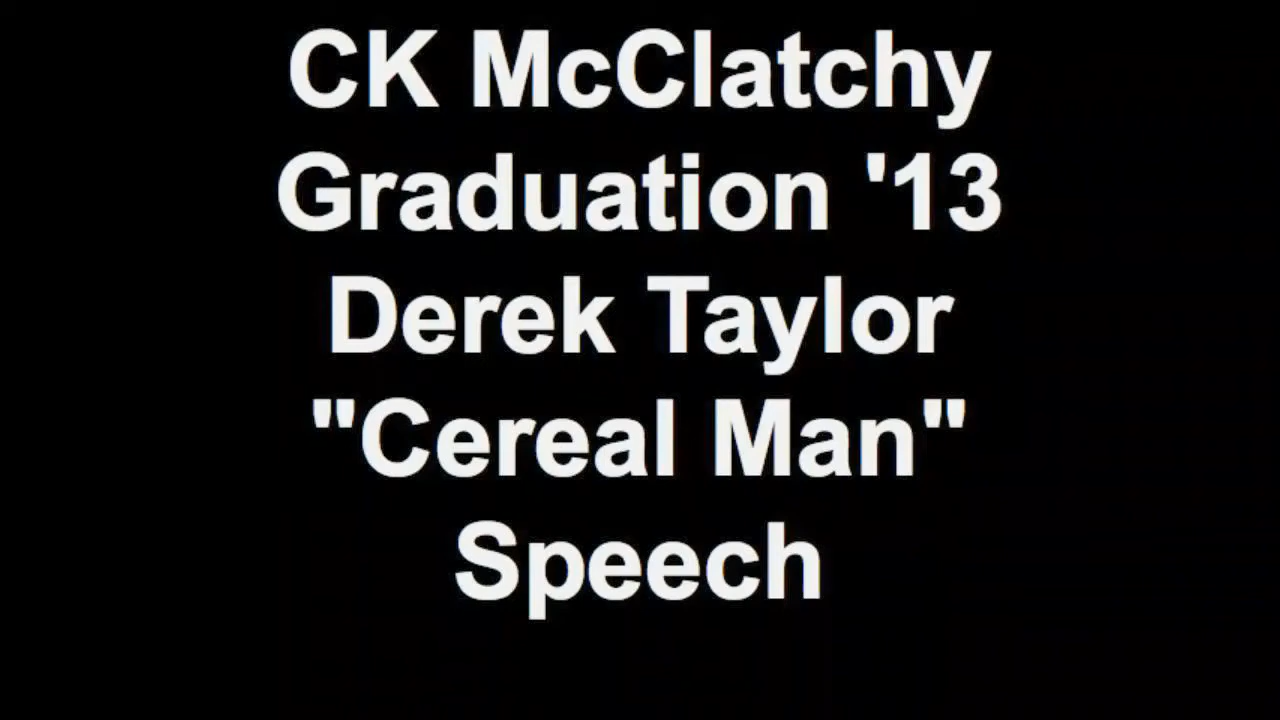 CK McClatchy
Graduation '13
Derek Taylor
"Cereal Man"
Speech